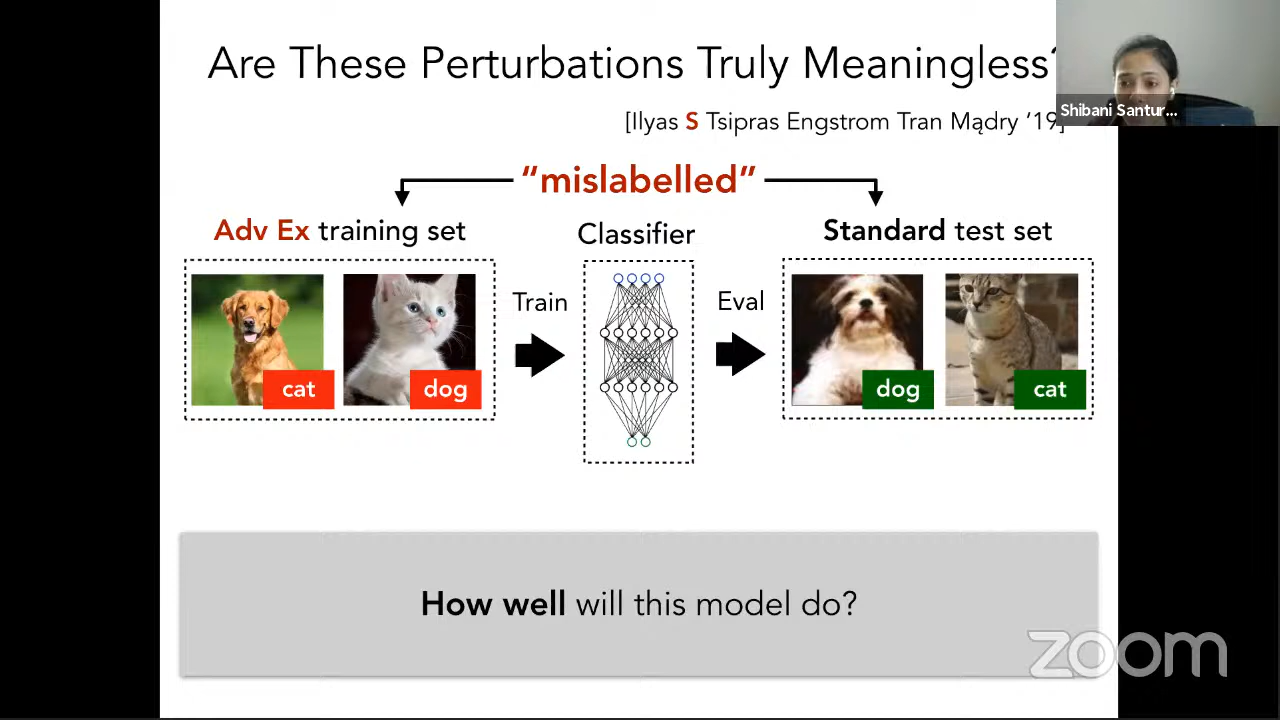 Are These Perturbations Truly Meaningless?
[Ilyas S Tsipras Engstrom Tran Mądry '19]
Shibani Santur...
"mislabelled"
Adv Ex training set
Classifier
Standard test set
Train
Eval
cat
dog
dog
cat
How well will this model do?
zoom